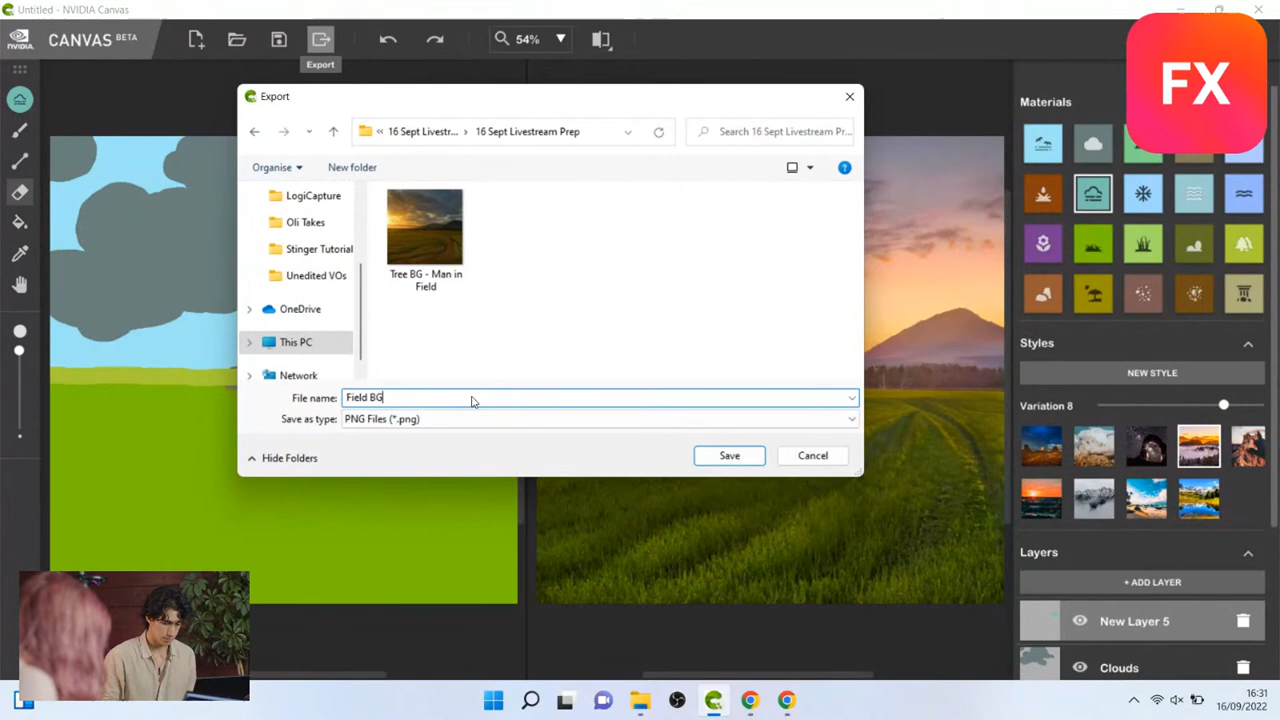 Untitled - NVIDIA Canvas
NVIDIA
CANVAS BETA
54%
Export
FX
Export
16 Sept Livestr...
16 Sept Livestream Prep
Search 16 Sept Livestream Pr...
Organise
New folder
LogiCapture
Oli Takes
Stinger Tutorial
Unedited VOs
OneDrive
This PC
Network
Tree BG - Man in
Field
File name:
Field BG
Save as type:
PNG Files (*.png)
Hide Folders
Save
Cancel
Materials
Styles
NEW STYLE
Variation 8
Layers
+ ADD LAYER
New Layer 5
Clouds
16:31
16/09/2022